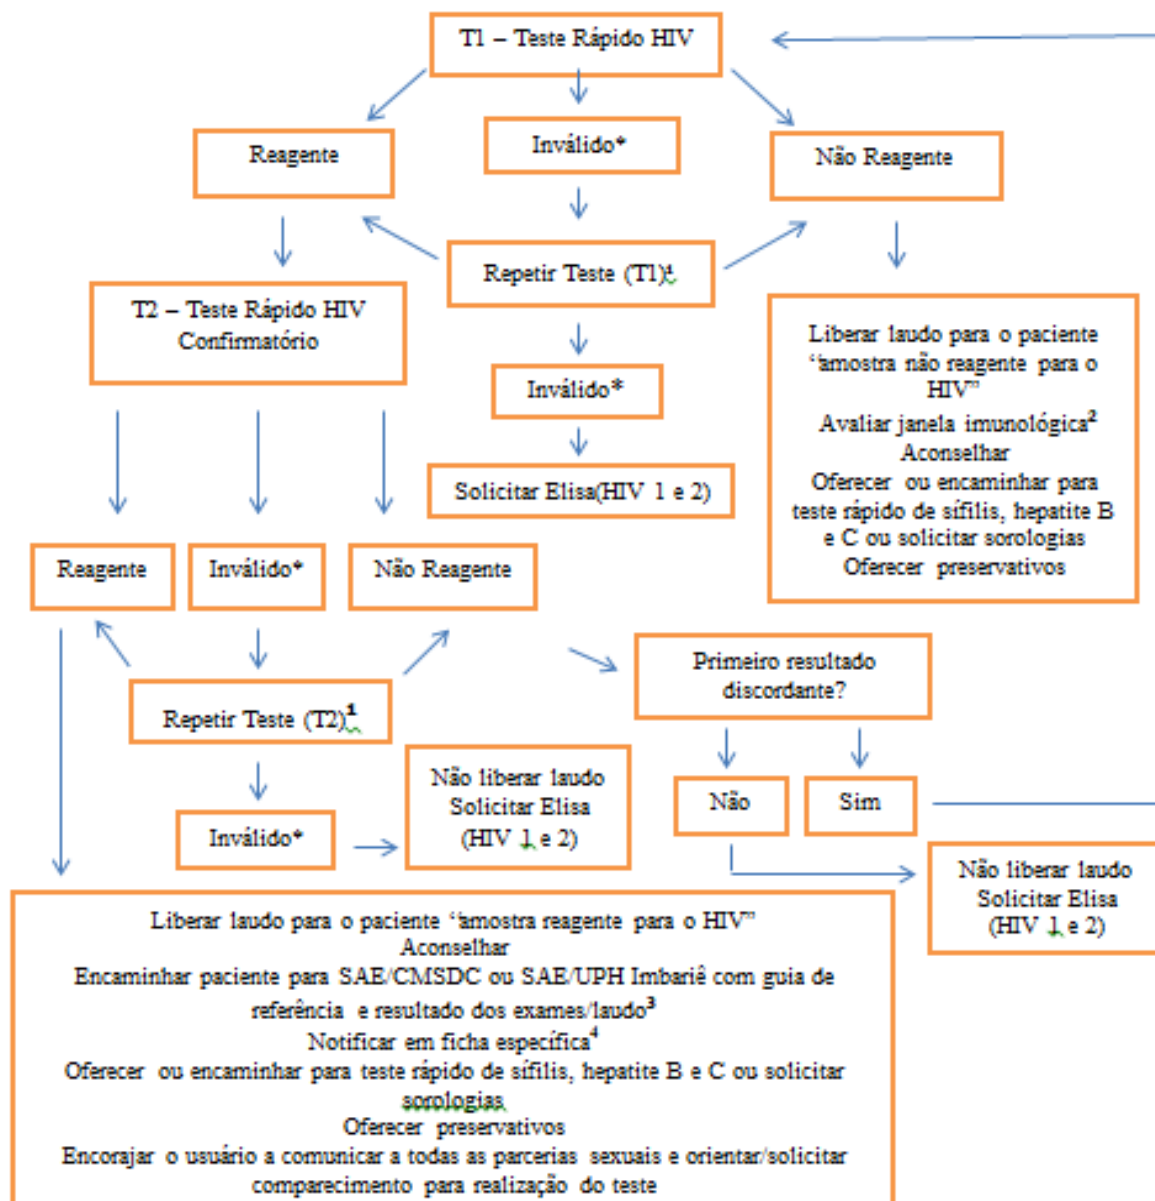 T1 – Teste Rápido HIV
Reagente
Inválido*
Não Reagente
Repetir Teste (T1)¹
T2 – Teste Rápido HIV
Confirmatório
Inválido*
Solicitar Elisa(HIV 1 e 2)
Liberar laudo para o paciente
“amostra não reagente para o
HIV”
Avaliar janela imunológica²
Aconselhar
Oferecer ou encaminhar para
teste rápido de sífilis, hepatite B
e C ou solicitar sorologias
Oferecer preservativos
Reagente
Inválido*
Não Reagente
Primeiro resultado
discordante?
Repetir Teste (T2)¹
Não
Sim
Inválido*
Não liberar laudo
Solicitar Elisa
(HIV 1 e 2)
Não liberar laudo
Solicitar Elisa
(HIV 1 e 2)
Liberar laudo para o paciente “amostra reagente para o HIV”
Aconselhar
Encaminhar paciente para SAE/CMSDC ou SAE/UPH Imbariê com guia de
referência e resultado dos exames/laudo³
Notificar em ficha específica⁴
Oferecer ou encaminhar para teste rápido de sífilis, hepatite B e C ou solicitar
sorologias
Oferecer preservativos
Encorajar o usuário a comunicar a todas as parcerias sexuais e orientar/solicitar
comparecimento para realização do teste